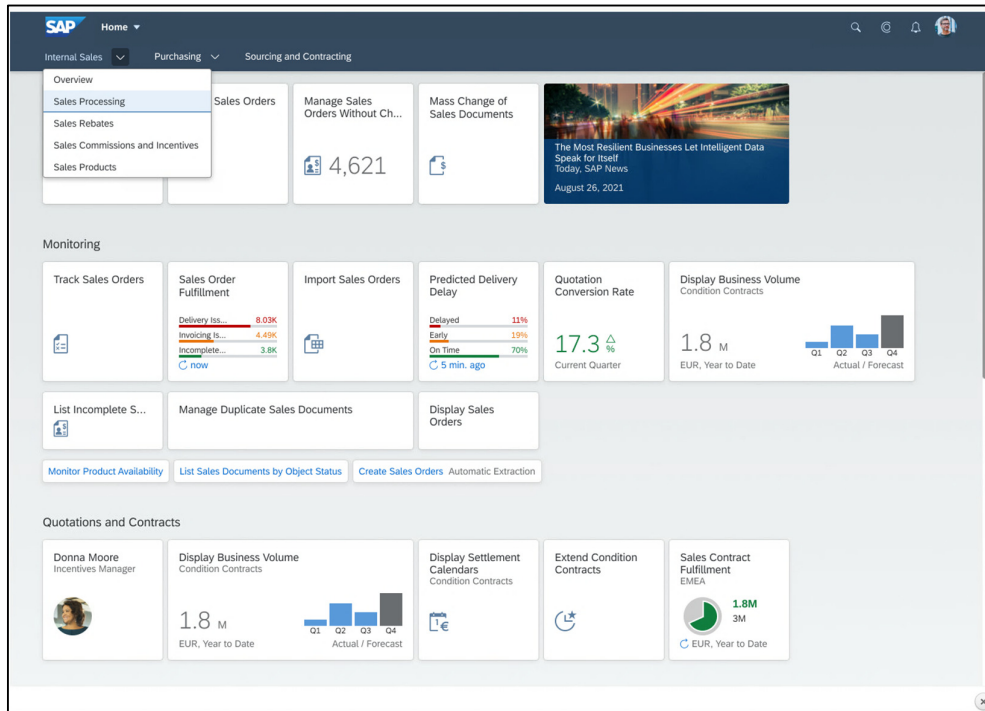 SAP
Home
Internal Sales
Purchasing
Sourcing and Contracting
Overview
Sales Processing
Sales Rebates
Sales Commissions and Incentives
Sales Products
Sales Orders
Manage Sales
Orders Without Ch...
4,621
Mass Change of
Sales Documents
The Most Resilient Businesses Let Intelligent Data
Speak for Itself
Today, SAP News
August 26, 2021
Monitoring
Track Sales Orders
Sales Order
Fulfillment
Delivery Iss... 8.03K
Invoicing Is... 4.49K
Incomplete... 3.8K
now
Import Sales Orders
Predicted Delivery
Delay
Delayed 11%
Early 19%
On Time 70%
5 min. ago
Quotation
Conversion Rate
17.3 %
Current Quarter
Display Business Volume
Condition Contracts
1.8 M
EUR, Year to Date
Q1 Q2 Q3 Q4
Actual / Forecast
List Incomplete S...
Manage Duplicate Sales Documents
Display Sales
Orders
Monitor Product Availability
List Sales Documents by Object Status
Create Sales Orders Automatic Extraction
Quotations and Contracts
Donna Moore
Incentives Manager
Display Business Volume
Condition Contracts
1.8 M
EUR, Year to Date
Q1 Q2 Q3 Q4
Actual / Forecast
Display Settlement
Calendars
Condition Contracts
1 €
Extend Condition
Contracts
Sales Contract
Fulfillment
EMEA
1.8M
3M
EUR, Year to Date